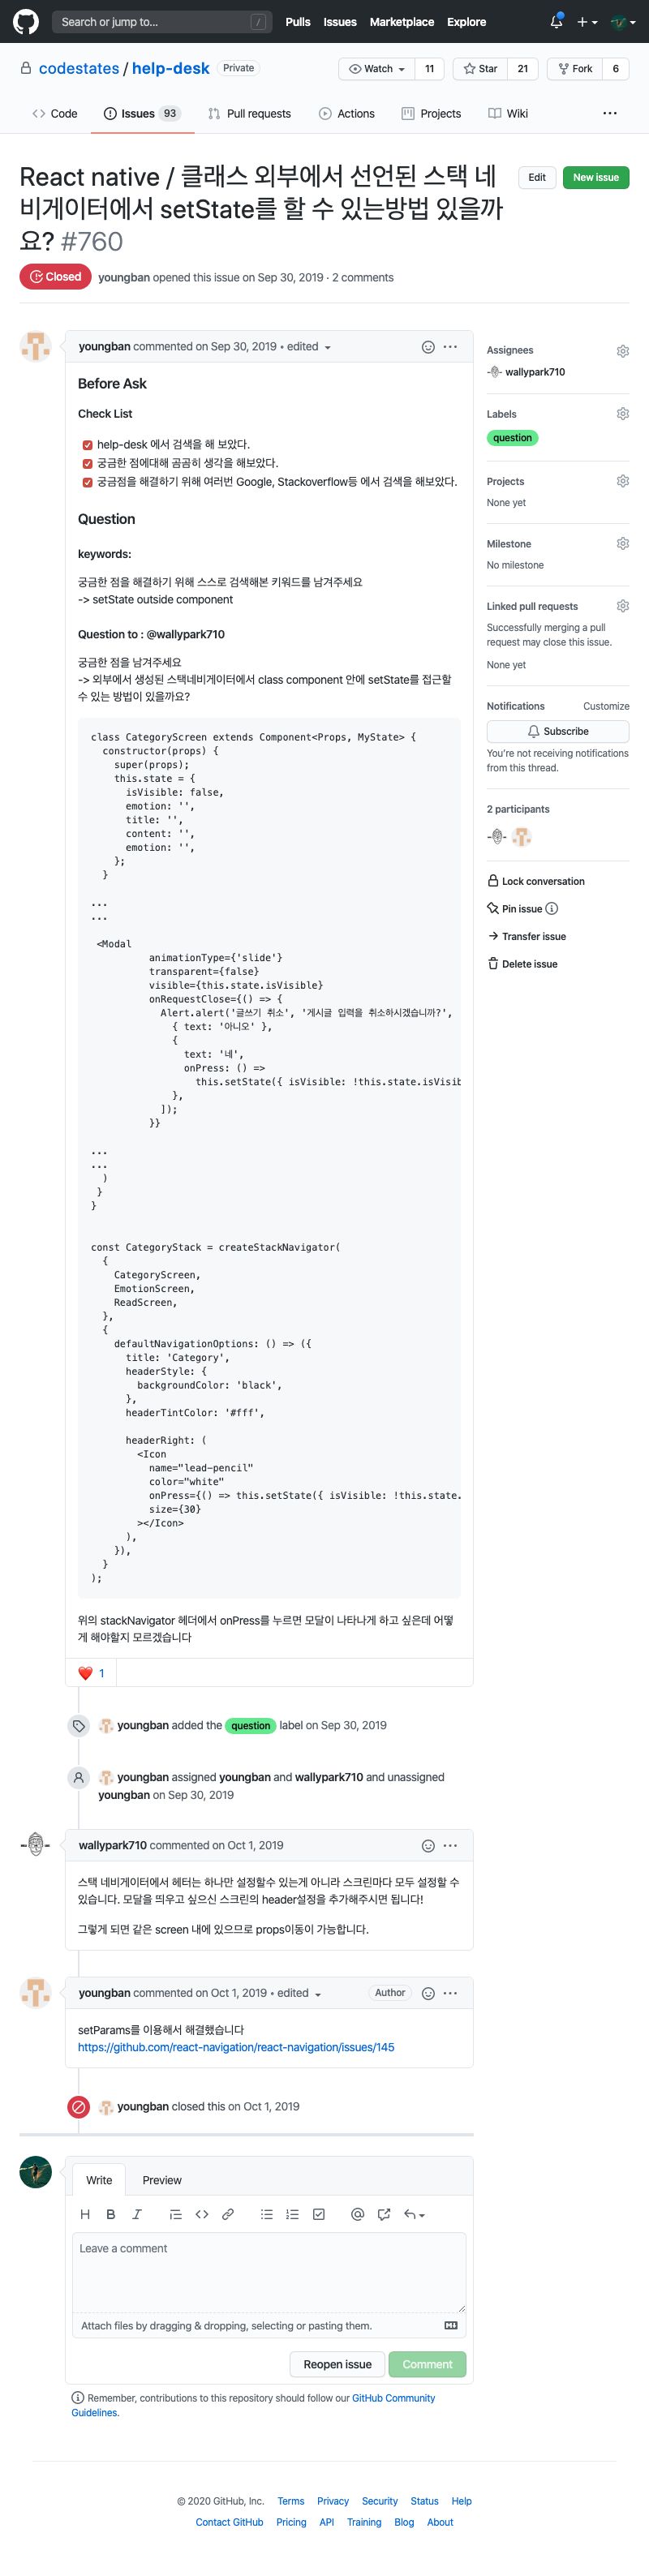 Search or jump to... /
Pulls Issues Marketplace Explore
codestates / help-desk Private
Watch 11 Star 21 Fork 6
Code Issues 93 Pull requests Actions Projects Wiki ...
React native / 클래스 외부에서 선언된 스택 네
비게이터에서 setState를 할 수 있는방법 있을까
요? #760
Edit New issue
Closed youngban opened this issue on Sep 30, 2019 · 2 comments
youngban commented on Sep 30, 2019 • edited
Before Ask
Check List
help-desk 에서 검색을 해 보았다.
궁금한 점에대해 곰곰히 생각을 해보았다.
궁금점을 해결하기 위해 여러번 Google, Stackoverflow등 에서 검색을 해보았다.
Question
keywords:
궁금한 점을 해결하기 위해 스스로 검색해본 키워드를 남겨주세요
-> setState outside component
Question to : @wallypark710
궁금한 점을 남겨주세요
-> 외부에서 생성된 스택네비게이터에서 class component 안에 setState를 접근할
수 있는 방법이 있을까요?
class CategoryScreen extends Component<Props, MyState> {
  constructor(props) {
    super(props);
    this.state = {
      isVisible: false,
      emotion: '',
      title: '',
      content: '',
      emotion: '',
    };
  }
...
...
 <Modal
          animationType={'slide'}
          transparent={false}
          visible={this.state.isVisible}
          onRequestClose={() => {
            Alert.alert('글쓰기 취소', '게시글 입력을 취소하시겠습니까?',
              { text: '아니오' },
              {
                text: '네',
                onPress: () =>
                  this.setState({ isVisible: !this.state.isVisib
              },
            ]);
          }}
...
...
  )
 }
}
const CategoryStack = createStackNavigator(
  {
    CategoryScreen,
    EmotionScreen,
    ReadScreen,
  },
  {
    defaultNavigationOptions: () => ({
      title: 'Category',
      headerStyle: {
        backgroundColor: 'black',
      },
      headerTintColor: '#fff',
      headerRight: (
        <Icon
          name="lead-pencil"
          color="white"
          onPress={() => this.setState({ isVisible: !this.state.
          size={30}
        ></Icon>
      ),
    }),
  }
);
위의 stackNavigator 헤더에서 onPress를 누르면 모달이 나타나게 하고 싶은데 어떻
게 해야할지 모르겠습니다
❤️ 1
youngban added the question label on Sep 30, 2019
youngban assigned youngban and wallypark710 and unassigned
youngban on Sep 30, 2019
wallypark710 commented on Oct 1, 2019
스택 네비게이터에서 헤터는 하나만 설정할수 있는게 아니라 스크린마다 모두 설정할 수
있습니다. 모달을 띄우고 싶으신 스크린의 header설정을 추가해주시면 됩니다!
그렇게 되면 같은 screen 내에 있으므로 props이동이 가능합니다.
youngban commented on Oct 1, 2019 • edited Author
setParams를 이용해서 해결했습니다
https://github.com/react-navigation/react-navigation/issues/145
youngban closed this on Oct 1, 2019
Write Preview
Leave a comment
Attach files by dragging & dropping, selecting or pasting them.
Reopen issue Comment
Remember, contributions to this repository should follow our GitHub Community
Guidelines.
Assignees
wallypark710
Labels
question
Projects
None yet
Milestone
No milestone
Linked pull requests
Successfully merging a pull
request may close this issue.
None yet
Notifications Customize
Subscribe
You're not receiving notifications
from this thread.
2 participants
Lock conversation
Pin issue
Transfer issue
Delete issue
© 2020 GitHub, Inc. Terms Privacy Security Status Help
Contact GitHub Pricing API Training Blog About